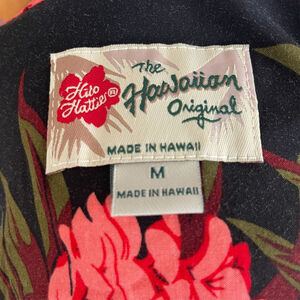 Hilo
Hattie®
The
Hawaiian
Original
MADE IN HAWAII
M
MADE IN HAWAII